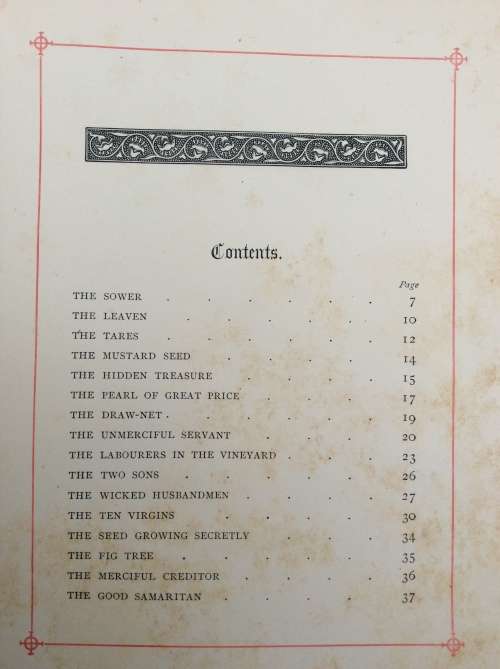 Contents.
Page
THE SOWER . . . . . . 7
THE LEAVEN . . . . . . 10
THE TARES . . . . . . 12
THE MUSTARD SEED . . . . 14
THE HIDDEN TREASURE . . . . 15
THE PEARL OF GREAT PRICE . . . . 17
THE DRAW-NET . . . . . . 19
THE UNMERCIFUL SERVANT . . . . 20
THE LABOURERS IN THE VINEYARD . . . 23
THE TWO SONS . . . . . . 26
THE WICKED HUSBANDMEN . . . . 27
THE TEN VIRGINS . . . . . 30
THE SEED GROWING SECRETLY . . . . 34
THE FIG TREE . . . . . 35
THE MERCIFUL CREDITOR . . . . 36
THE GOOD SAMARITAN . . . . 37